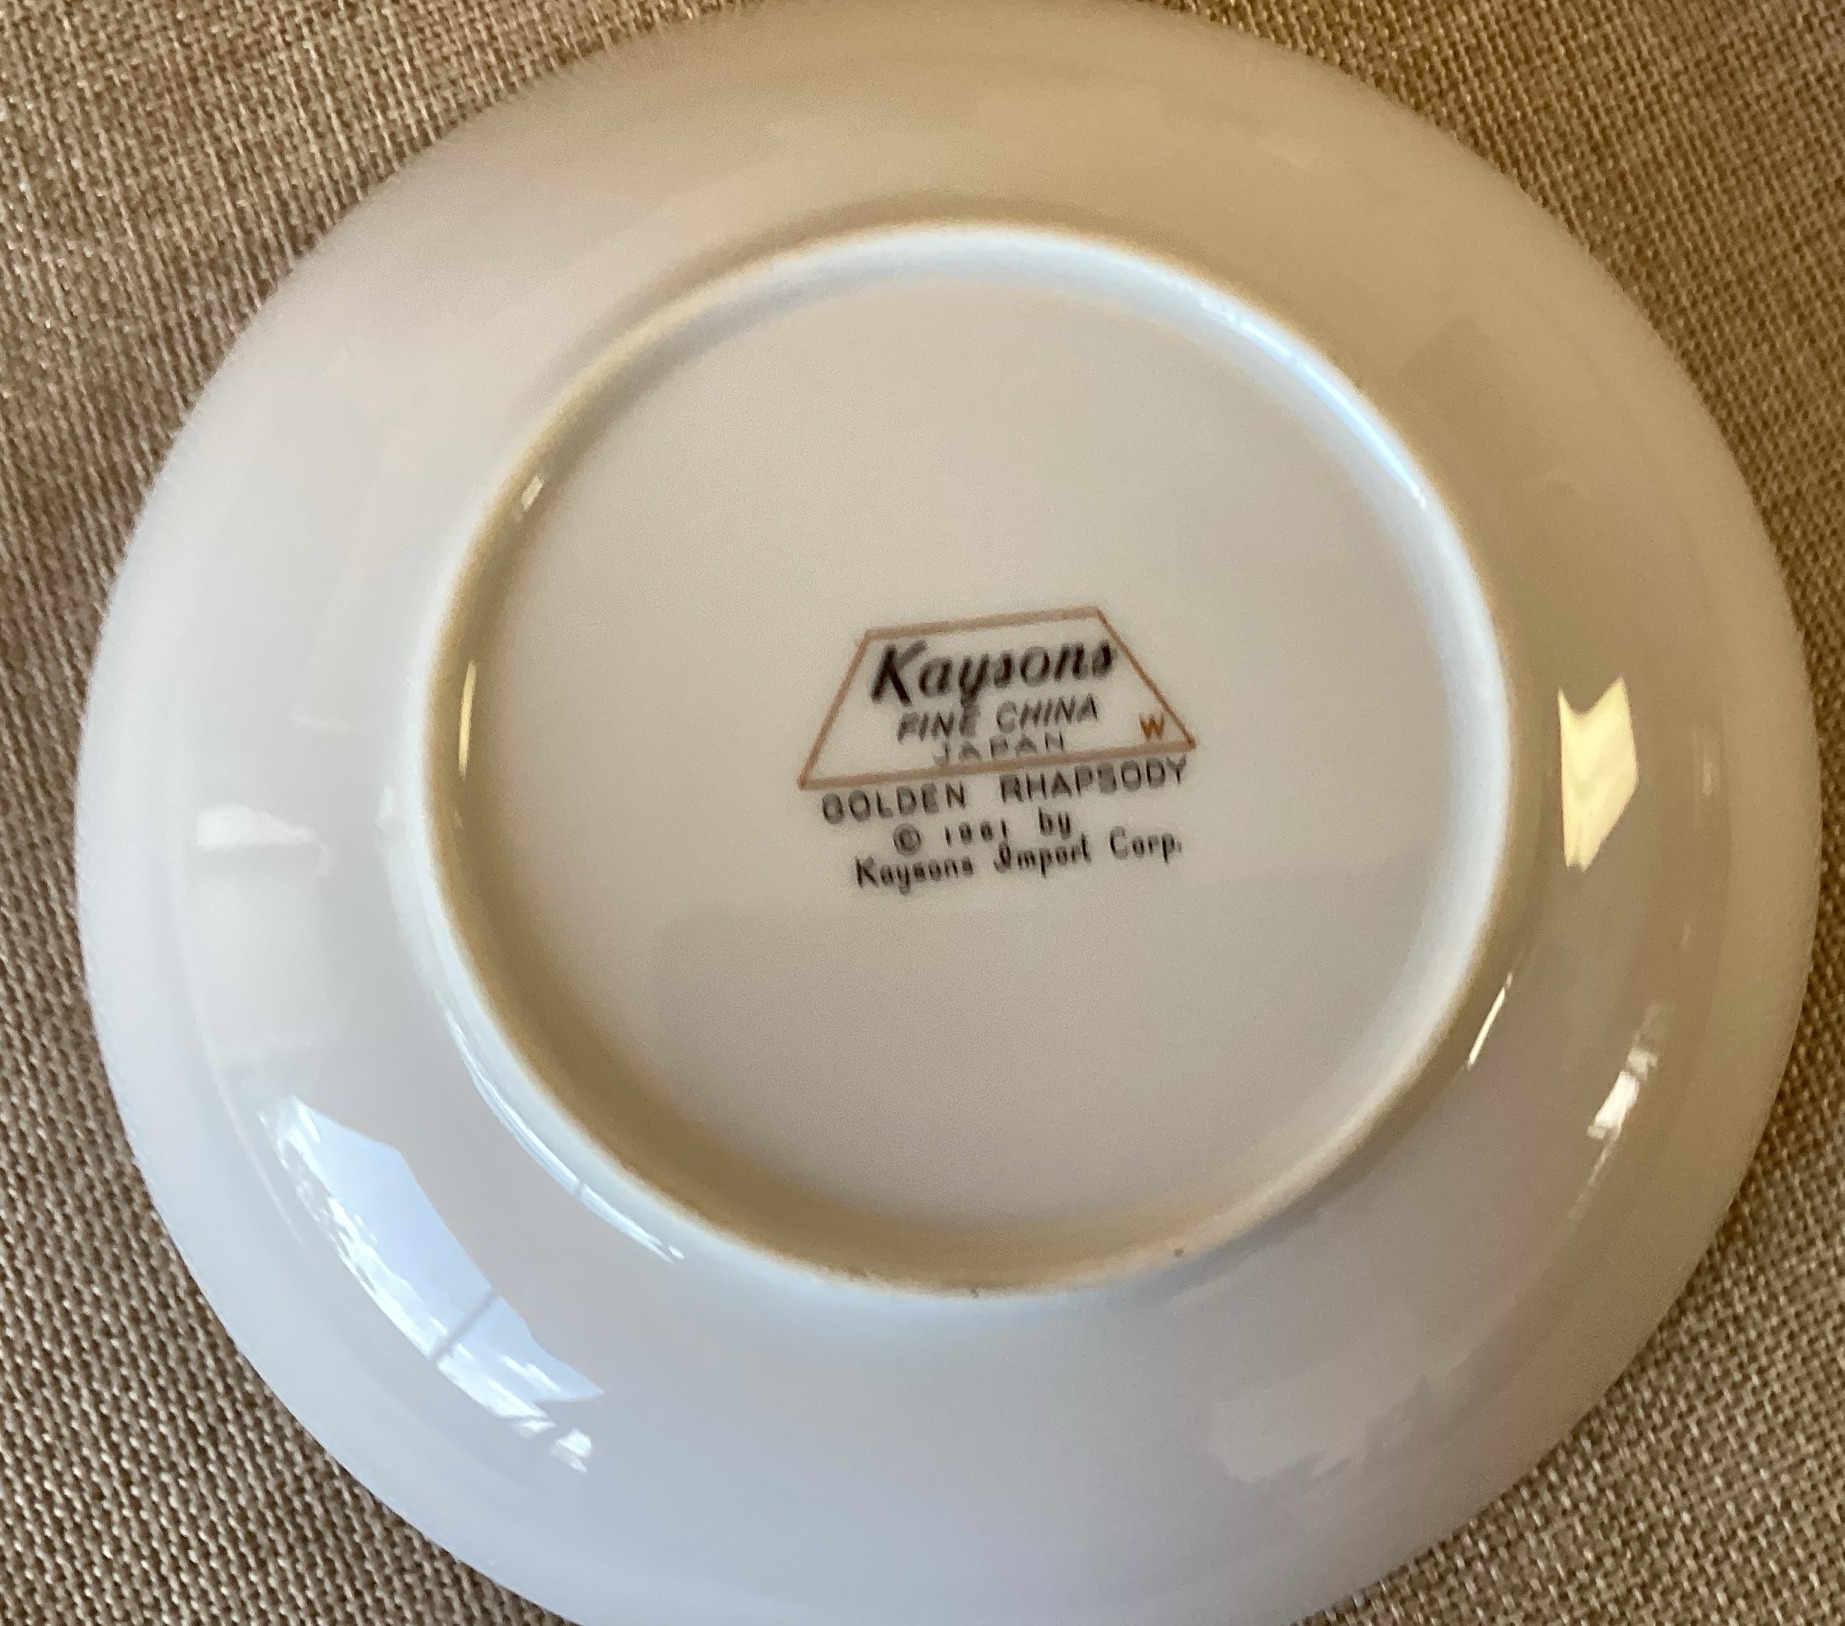 Kaysons
FINE CHINA
W
JAPAN
GOLDEN RHAPSODY
© 1961 by
Kaysons Import Corp.